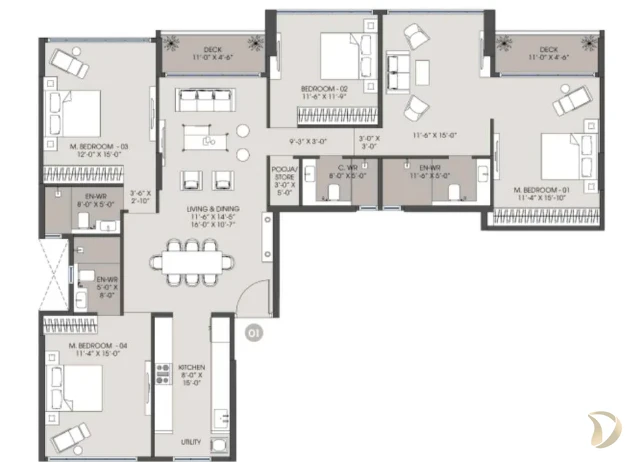 DECK
11'-0" X 4'-6"
BEDROOM - 02
11'-6" X 11'-9"
DECK
11'-0" X 4'-6"
M. BEDROOM - 03
12'-0" X 15'-0"
9'-3" X 3'-0"
3'-0" X
3'-0"
11'-6" X 15'-0"
POOJA/
STORE
3'-0" X
5'-0"
C. WR
8'-0" X 5'-0"
EN-WR
11'-6" X 5'-0"
M. BEDROOM - 01
11'-4" X 15'-10"
EN-WR
8'-0" X 5'-0"
3'-6" X
2'-10"
LIVING & DINING
11'-6" X 14'-5"
16'-0" X 10'-7"
EN-WR
5'-0" X
8'-0"
01
M. BEDROOM - 04
11'-4" X 15'-0"
KITCHEN
8'-0" X
15'-0"
UTILITY